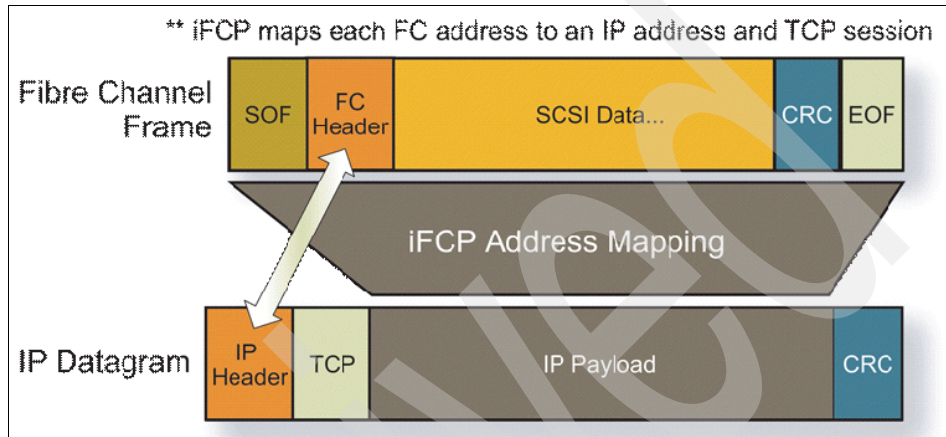 ** iFCP maps each FC address to an IP address and TCP session
Fibre Channel
Frame
SOF
FC
Header
SCSI Data...
CRC
EOF
iFCP Address Mapping
IP Datagram
IP
Header
TCP
IP Payload
CRC